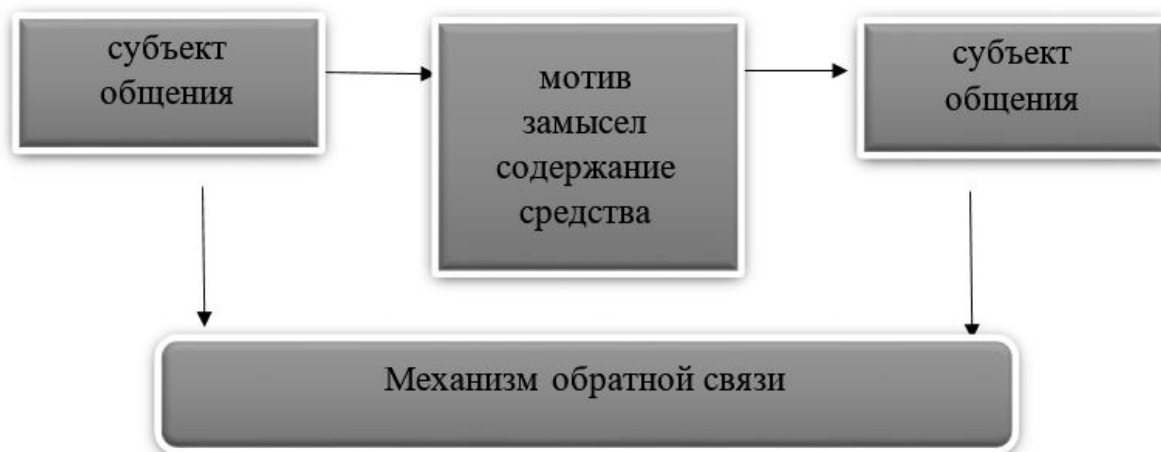 субъект
общения
мотив
замысел
содержание
средства
субъект
общения
Механизм обратной связи